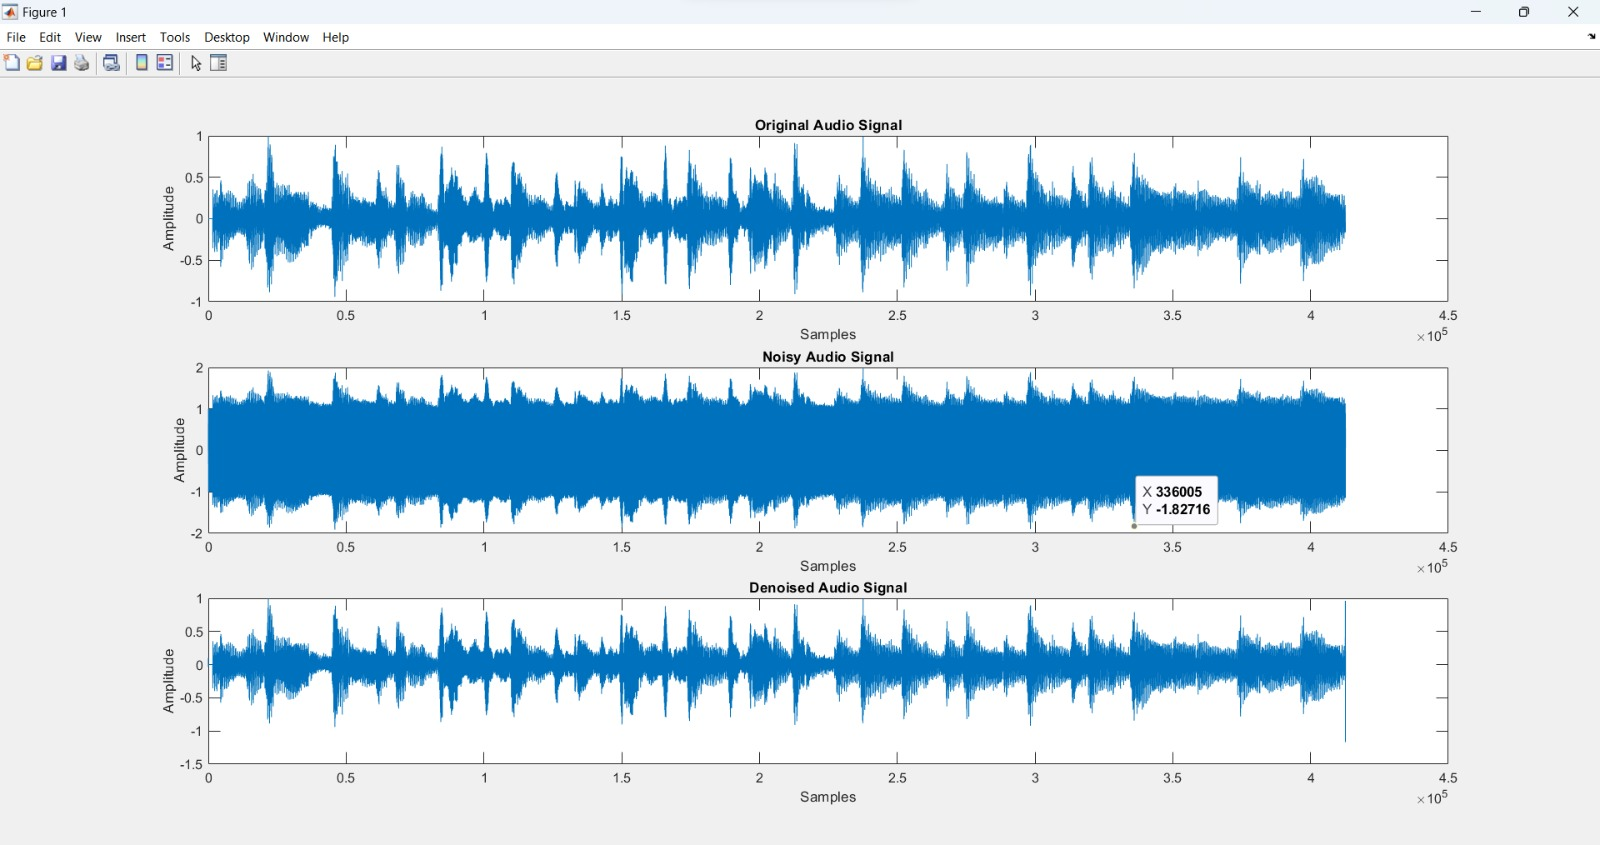 Figure 1
File Edit View Insert Tools Desktop Window Help
Original Audio Signal
1
0.5
0
-0.5
-1
Amplitude
0 0.5 1 1.5 2 2.5 3 3.5 4 4.5
Samples
×10^5
Noisy Audio Signal
2
1
0
-1
-2
Amplitude
X 336005
Y -1.82716
0 0.5 1 1.5 2 2.5 3 3.5 4 4.5
Samples
×10^5
Denoised Audio Signal
1
0.5
0
-0.5
-1
-1.5
Amplitude
0 0.5 1 1.5 2 2.5 3 3.5 4 4.5
Samples
×10^5